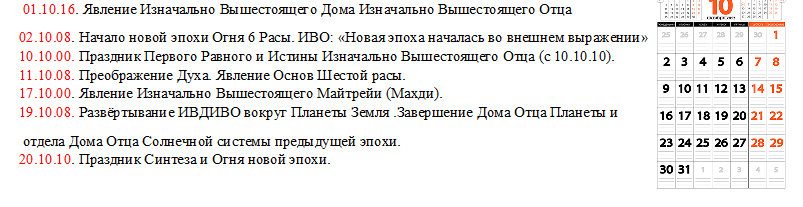 01.10.16. Явление Изначально Вышестоящего Дома Изначально Вышестоящего Отца
02.10.08. Начало новой эпохи Огня 6 Расы. ИВО: «Новая эпоха началась во внешнем выражении»
10.10.00. Праздник Первого Равного и Истины Изначально Вышестоящего Отца (с 10.10.10).
11.10.08. Преображение Духа. Явление Основ Шестой расы.
17.10.00. Явление Изначально Вышестоящего Майтрейи (Махди).
19.10.08. Развёртывание ИВДИВО вокруг Планеты Земля .Завершение Дома Отца Планеты и
отдела Дома Отца Солнечной системы предыдущей эпохи.
20.10.10. Праздник Синтеза и Огня новой эпохи.
10
25 26 27 28 29 30 1
2 3 4 5 6 7 8
9 10 11 12 13 14 15
16 17 18 19 20 21 22
23 24 25 26 27 28 29
30 31 1 2 3 4 5